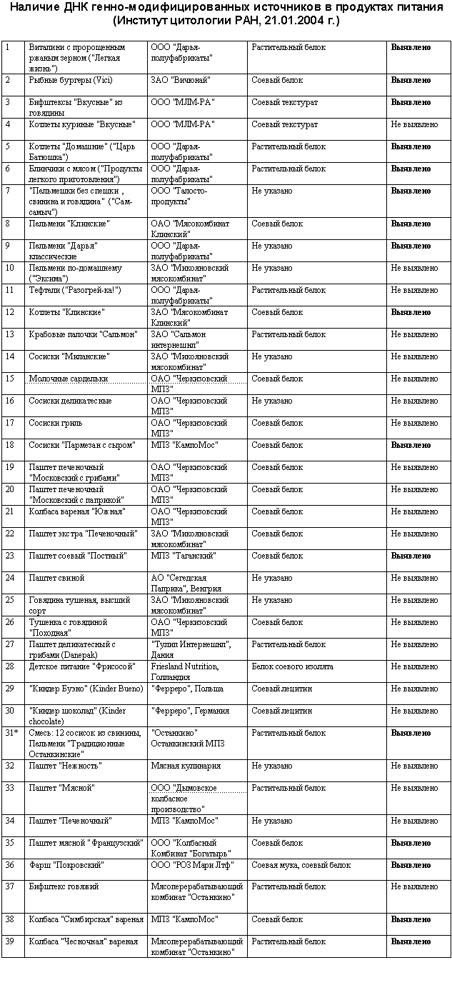 Наличие ДНК генно-модифицированных источников в продуктах питания
(Институт цитологии РАН, 21.01.2004 г.)
1 Виталини с пророщенным ООО "Дарья- Растительный белок Выявлено
ржаным зерном ("Легкая полуфабрикаты"
жизнь")
2 Рыбные бургеры (Vici) ЗАО "Вичюнай" Соевый белок Выявлено
3 Бифштексы "Вкусные" из ООО "МЛМ-РА" Соевый текстурат Выявлено
говядины
4 Котлеты куриные "Вкусные" ООО "МЛМ-РА" Соевый текстурат Не выявлено
5 Котлеты "Домашние" ("Царь ООО "Дарья- Растительный белок Выявлено
Батюшка") полуфабрикаты"
6 Блинчики с мясом ("Продукты ООО "Дарья- Растительный белок Выявлено
легкого приготовления") полуфабрикаты"
7 "Пельмешки без спешки , ООО "Талосто- Не указано Выявлено
свинина и говядина" ("Сам- продукты"
самыч")
8 Пельмени "Клинские" ОАО "Мясокомбинат Соевый белок Выявлено
Клинский"
9 Пельмени "Дарья" ООО "Дарья- Не указано Выявлено
классические полуфабрикаты"
10 Пельмени по-домашнему ЗАО "Микояновский Не указано Не выявлено
("Эксима") мясокомбинат"
11 Тефтели ("Разогрей-ка!") ООО "Дарья- Растительный белок Не выявлено
полуфабрикаты"
12 Котлеты "Клинские" ЗАО "Мясокомбинат Соевый белок Выявлено
Клинский"
13 Крабовые палочки "Сальмон" ЗАО "Сальмон Растительный белок Не выявлено
интернешнл"
14 Сосиски "Миланские" ЗАО "Микояновский Не указано Не выявлено
мясокомбинат"
15 Молочные сардельки ОАО "Черкизовский Соевый белок Не выявлено
МПЗ"
16 Сосиски деликатесные ОАО "Черкизовский Не указано Не выявлено
МПЗ"
17 Сосиски гриль ОАО "Черкизовский Соевый белок Не выявлено
МПЗ"
18 Сосиски "Пармезан с сыром" МПЗ "КампоМос" Соевый белок Выявлено
19 Паштет печеночный ОАО "Черкизовский Соевый белок Не выявлено
"Московский с грибами" МПЗ"
20 Паштет печеночный ОАО "Черкизовский Соевый белок Не выявлено
"Московский с паприкой" МПЗ"
21 Колбаса вареная "Южная" ОАО "Черкизовский Соевый белок Не выявлено
МПЗ"
22 Паштет экстра "Печеночный" ЗАО "Микояновский Соевый белок Не выявлено
мясокомбинат"
23 Паштет соевый "Постный" МПЗ "Таганский" Соевый белок Выявлено
24 Паштет свиной АО "Сегедская Не указано Не выявлено
Паприка", Венгрия
25 Говядина тушеная, высший ЗАО "Микояновский Не указано Не выявлено
сорт мясокомбинат"
26 Тушенка с говядиной ОАО "Черкизовский Соевый белок Не выявлено
"Походная" МПЗ"
27 Паштет деликатесный с "Тулип Интернешнл", Растительный белок Не выявлено
грибами (Danepak) Дания
28 Детское питание "Фрисосой" Friesland Nutrition, Белок соевого изолята Не выявлено
Голландия
29 "Киндер Буэно" (Kinder Bueno) "Ферреро", Польша Соевый лецитин Не выявлено
30 "Киндер шоколад" (Kinder "Ферреро", Германия Соевый лецитин Не выявлено
chocolate)
31* Смесь: 12 сосисок из свинины, "Останкино" Растительный белок Выявлено
Пельмени "Традиционные Останкинский МПЗ
Останкинские"
32 Паштет "Нежность" Мясная кулинария Не указано Не выявлено
33 Паштет "Мясной" ООО "Дымовское Растительный белок Не выявлено
колбасное
производство"
34 Паштет "Печеночный" МПЗ "КампоМос" Не указано Не выявлено
35 Паштет мясной "Французский" ООО "Колбасный Соевый белок Выявлено
Комбинат "Богатырь"
36 Фарш "Покровский" ООО "РОЗ Мари Лтф" Соевая мука, соевый белок Выявлено
37 Бифштекс говяжий Мясоперерабатывающий Растительный белок Не выявлено
комбинат "Останкино"
38 Колбаса "Симбирская" вареная МПЗ "КампоМос" Соевый белок Выявлено
39 Колбаса "Чесночная" вареная Мясоперерабатывающий Растительный белок Выявлено
комбинат "Останкино"